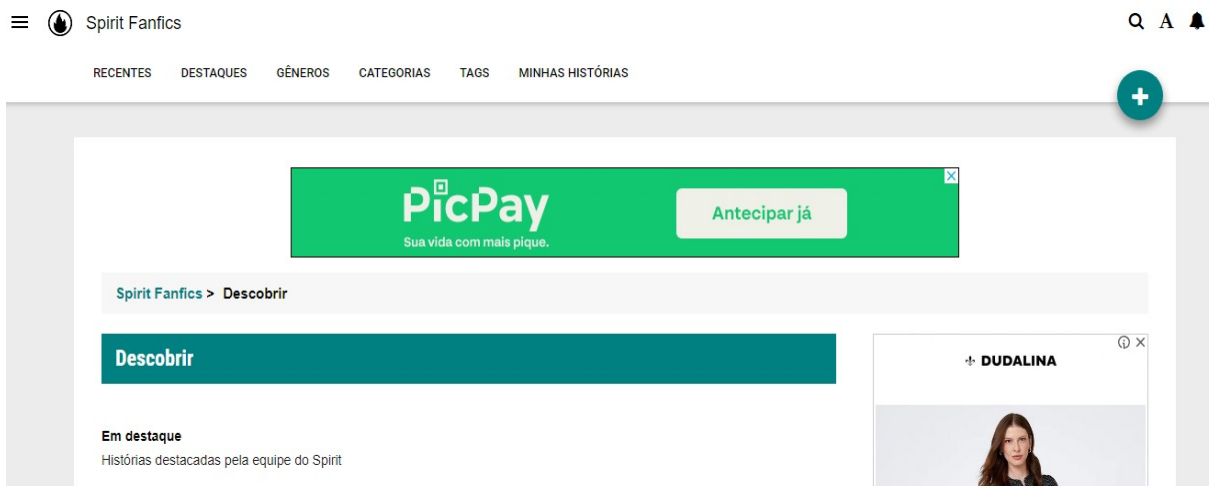 Spirit Fanfics
A
RECENTES DESTAQUES GÊNEROS CATEGORIAS TAGS MINHAS HISTÓRIAS
PicPay
Sua vida com mais pique.
Antecipar já
Spirit Fanfics > Descobrir
Descobrir
DUDALINA
Em destaque
Histórias destacadas pela equipe do Spirit